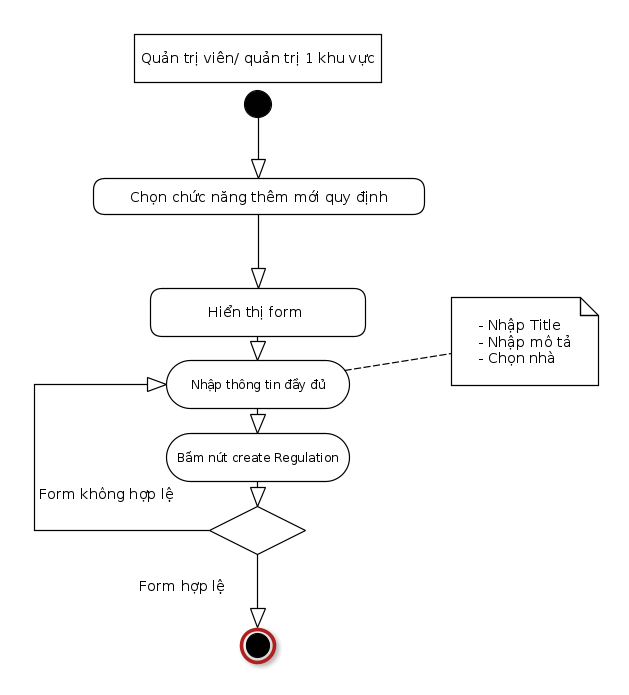 Quản trị viên/ quản trị 1 khu vực
Chọn chức năng thêm mới quy định
Hiển thị form
- Nhập Title
- Nhập mô tả
- Chọn nhà
Nhập thông tin đầy đủ
Bấm nút create Regulation
Form không hợp lệ
Form hợp lệ